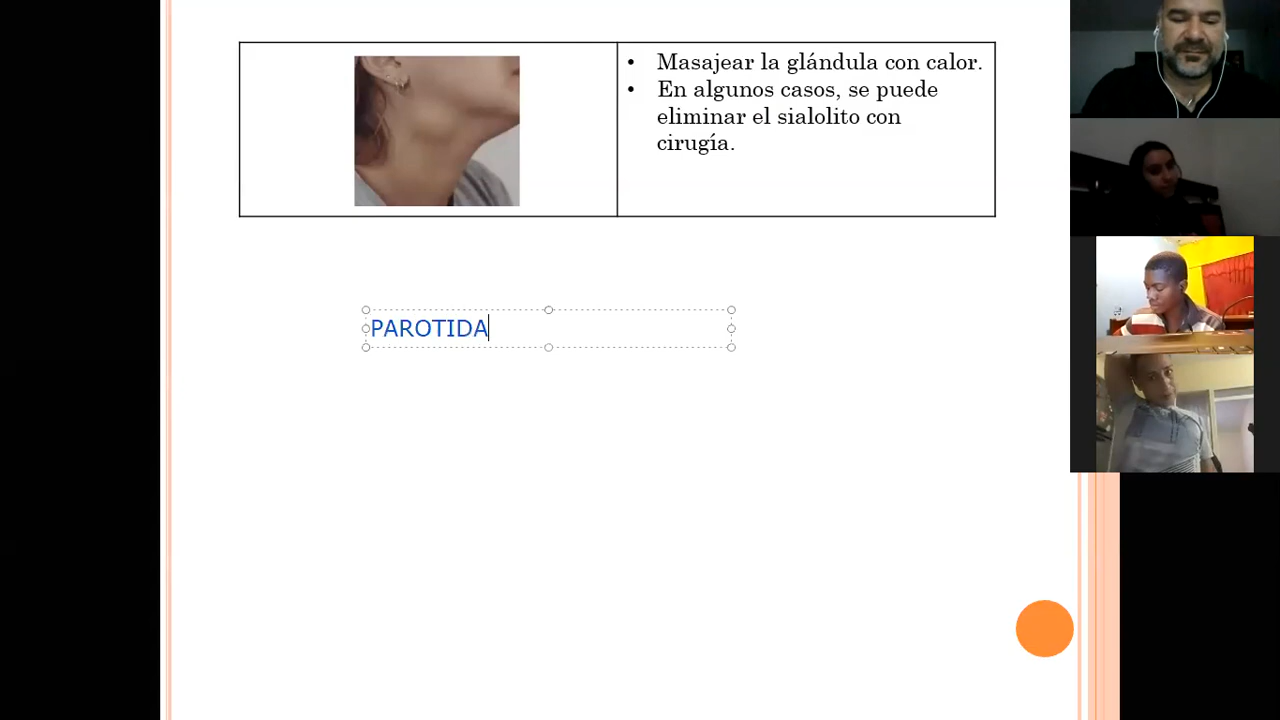 • Masajear la glándula con calor.
• En algunos casos, se puede
eliminar el sialolito con
cirugía.
PAROTIDA